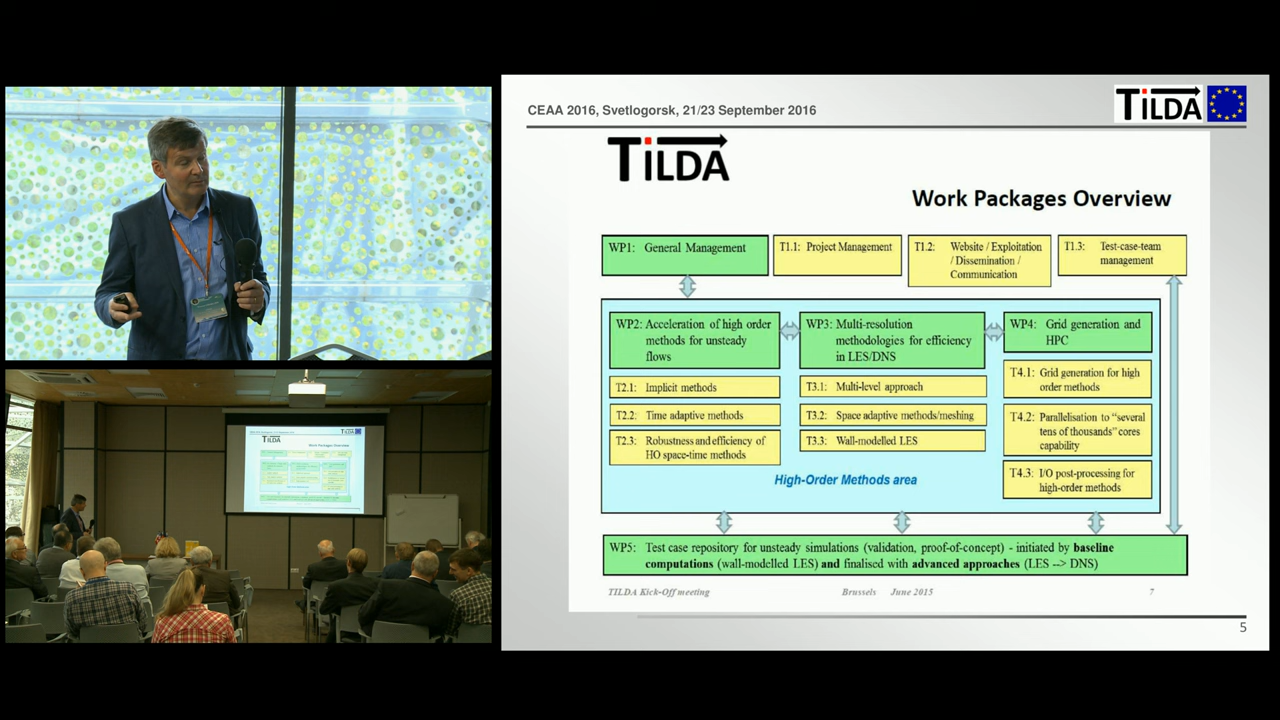 CEAA 2016, Svetlogorsk, 21/23 September 2016
TILDA
TILDA
Work Packages Overview
WP1: General Management
T1.1: Project Management
T1.2: Website / Exploitation
/ Dissemination /
Communication
T1.3: Test-case-team
management
WP2: Acceleration of high order
methods for unsteady
flows
WP3: Multi-resolution
methodologies for efficiency
in LES/DNS
WP4: Grid generation and
HPC
T2.1: Implicit methods
T2.2: Time adaptive methods
T2.3: Robustness and efficiency of
HO space-time methods
T3.1: Multi-level approach
T3.2: Space adaptive methods/meshing
T3.3: Wall-modelled LES
T4.1: Grid generation for high
order methods
T4.2: Parallelisation to “several
tens of thousands” cores
capability
T4.3: I/O post-processing for
high-order methods
High-Order Methods area
WP5: Test case repository for unsteady simulations (validation, proof-of-concept) - initiated by baseline
computations (wall-modelled LES) and finalised with advanced approaches (LES --> DNS)
TILDA Kick-Off meeting
Brussels June 2015
7
5
TILDA
Work Packages Overview